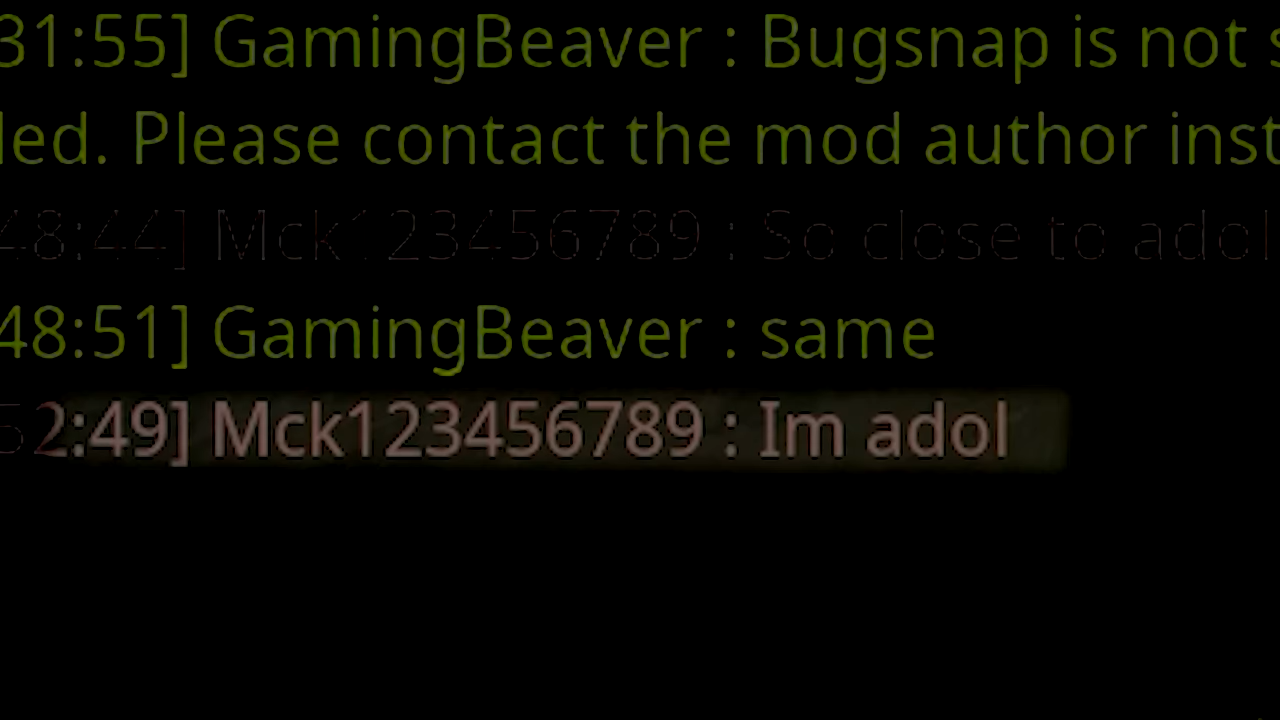 31:55] GamingBeaver : Bugsnap is not s
led. Please contact the mod author inst
48:44] Mck123456789 : So close to adol
48:51] GamingBeaver : same
52:49] Mck123456789 : Im adol